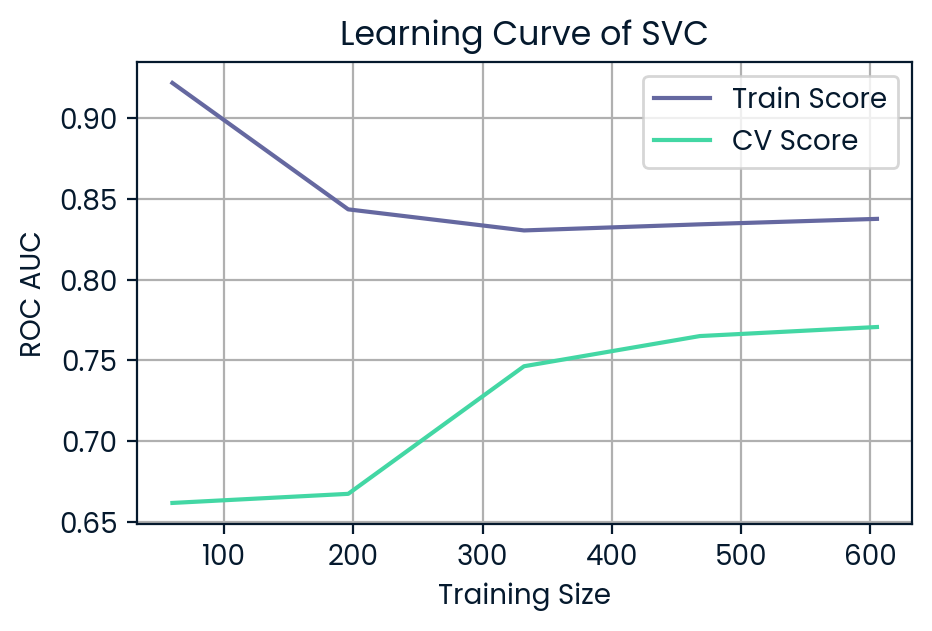 Learning Curve of SVC
Train Score
CV Score
ROC AUC
0.90
0.85
0.80
0.75
0.70
0.65
100 200 300 400 500 600
Training Size